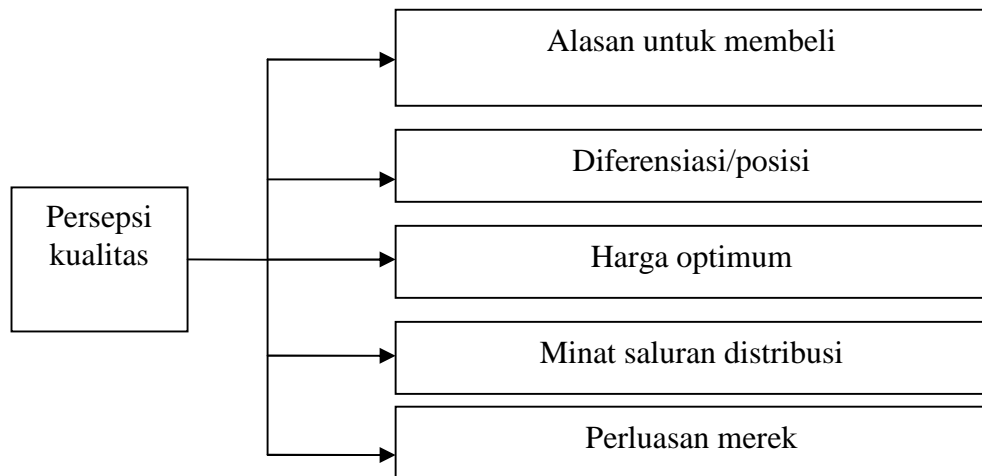 Alasan untuk membeli
Diferensiasi/posisi
Persepsi
kualitas
Harga optimum
Minat saluran distribusi
Perluasan merek